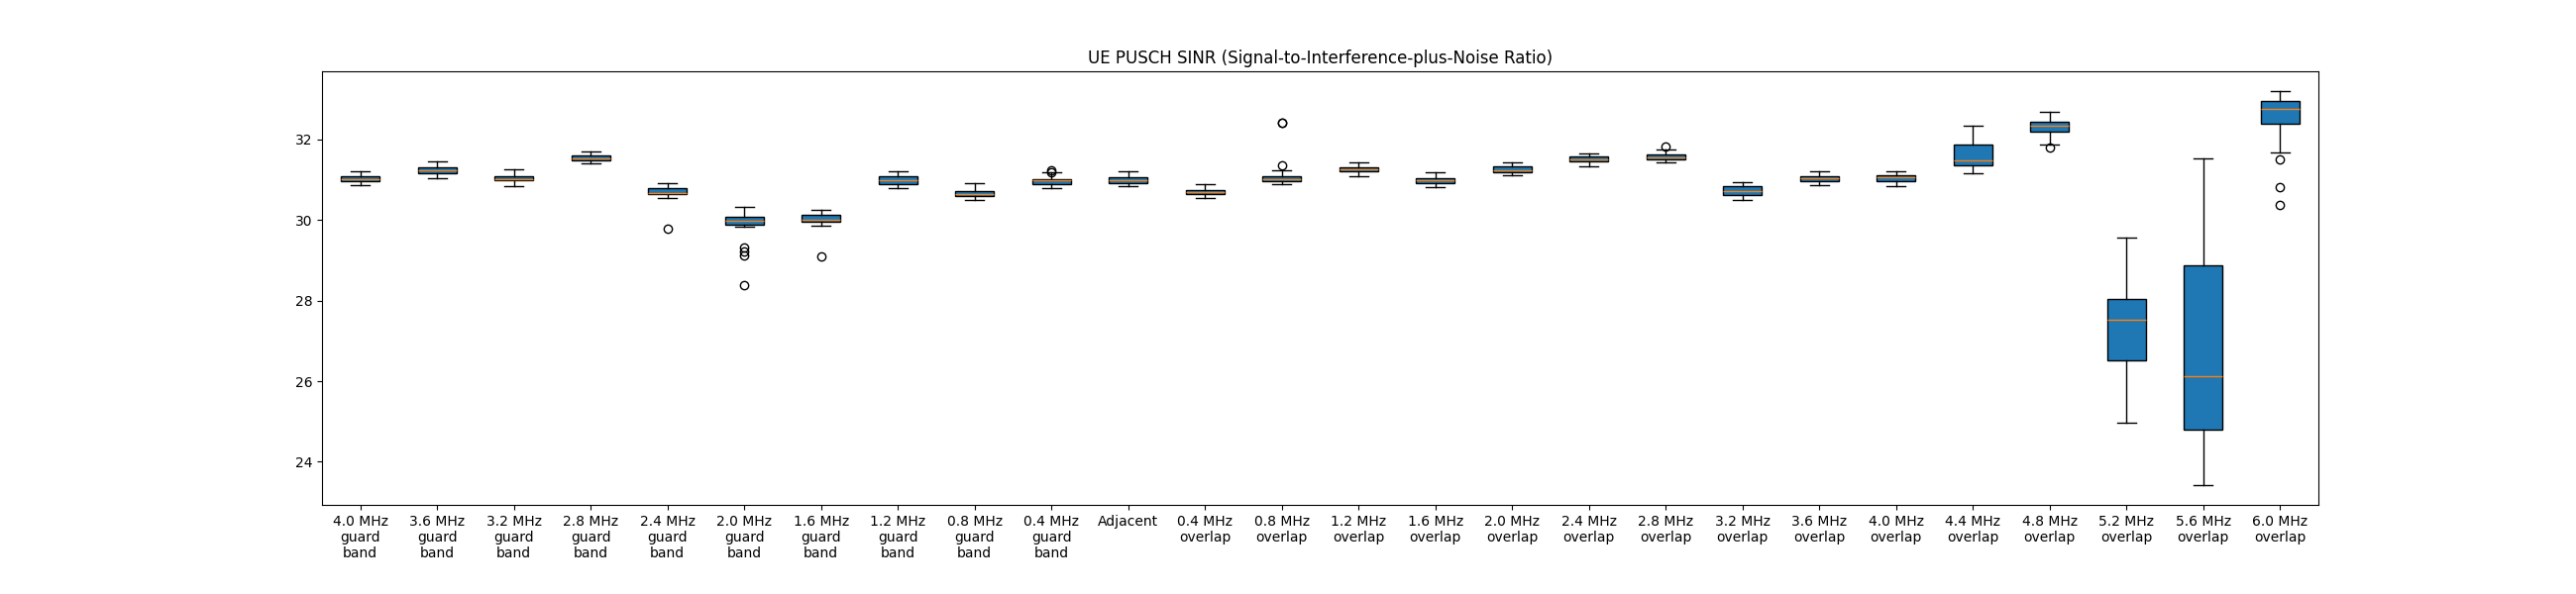 UE PUSCH SINR (Signal-to-Interference-plus-Noise Ratio)
32
30
28
26
24
4.0 MHz
guard
band
3.6 MHz
guard
band
3.2 MHz
guard
band
2.8 MHz
guard
band
2.4 MHz
guard
band
2.0 MHz
guard
band
1.6 MHz
guard
band
1.2 MHz
guard
band
0.8 MHz
guard
band
0.4 MHz
guard
band
Adjacent
0.4 MHz
overlap
0.8 MHz
overlap
1.2 MHz
overlap
1.6 MHz
overlap
2.0 MHz
overlap
2.4 MHz
overlap
2.8 MHz
overlap
3.2 MHz
overlap
3.6 MHz
overlap
4.0 MHz
overlap
4.4 MHz
overlap
4.8 MHz
overlap
5.2 MHz
overlap
5.6 MHz
overlap
6.0 MHz
overlap